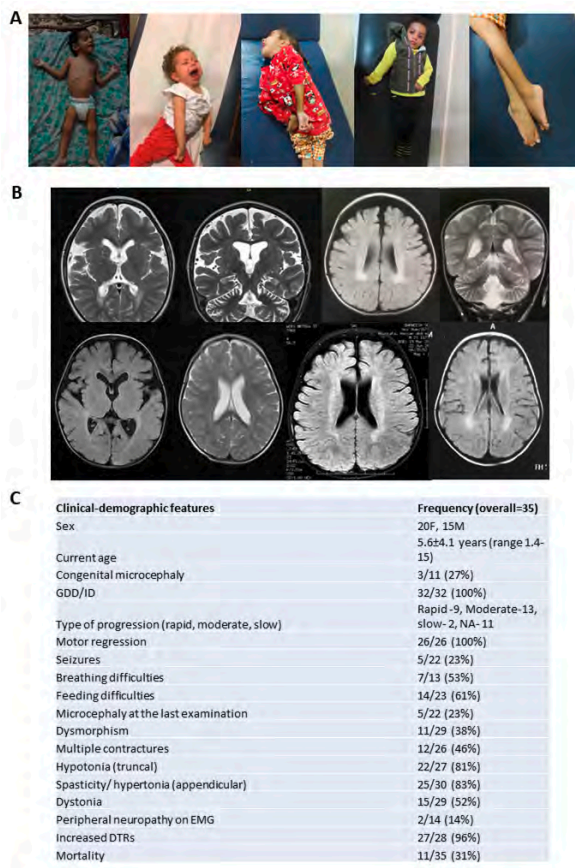 A
B
A
C
Clinical-demographic features Frequency (overall=35)
Sex 20F, 15M
Current age 5.6±4.1 years (range 1.4-
15)
Congenital microcephaly 3/11 (27%)
GDD/ID 32/32 (100%)
Type of progression (rapid, moderate, slow) Rapid -9, Moderate-13,
slow- 2, NA- 11
Motor regression 26/26 (100%)
Seizures 5/22 (23%)
Breathing difficulties 7/13 (53%)
Feeding difficulties 14/23 (61%)
Microcephaly at the last examination 5/22 (23%)
Dysmorphism 11/29 (38%)
Multiple contractures 12/26 (46%)
Hypotonia (truncal) 22/27 (81%)
Spasticity/ hypertonia (appendicular) 25/30 (83%)
Dystonia 15/29 (52%)
Peripheral neuropathy on EMG 2/14 (14%)
Increased DTRs 27/28 (96%)
Mortality 11/35 (31%)